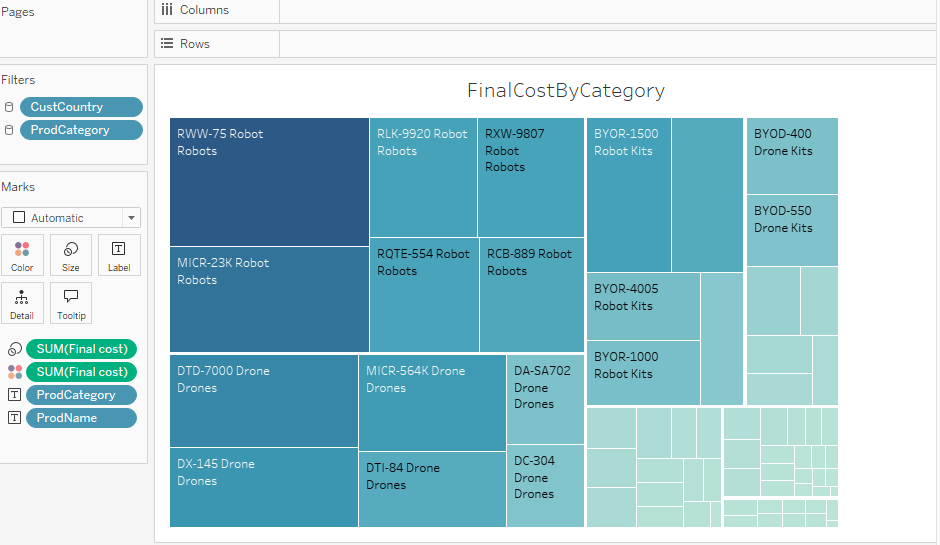 Pages
Columns
Rows
Filters
CustCountry
ProdCategory
Marks
Automatic
Color
Size
Label
Detail
Tooltip
SUM(Final cost)
SUM(Final cost)
ProdCategory
ProdName
FinalCostByCategory
RWW-75 Robot
Robots
MICR-23K Robot
Robots
RLK-9920 Robot
Robots
RXW-9807
Robot
Robots
RQTE-554 Robot
Robots
RCB-889 Robot
Robots
DTD-7000 Drone
Drones
DX-145 Drone
Drones
MICR-564K Drone
Drones
DTI-84 Drone
Drones
DA-SA702
Drone
Drones
DC-304
Drone
Drones
BYOR-1500
Robot Kits
BYOR-4005
Robot Kits
BYOR-1000
Robot Kits
BYOD-400
Drone Kits
BYOD-550
Drone Kits